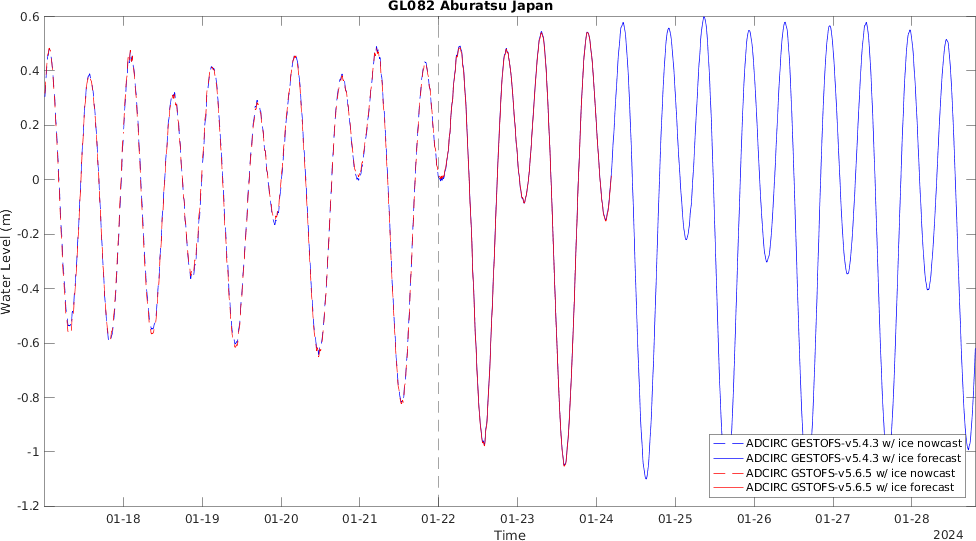 GL082 Aburatsu Japan
0.6
0.4
0.2
0
-0.2
-0.4
-0.6
-0.8
-1
-1.2
Water Level (m)
ADCIRC GESTOFS-v5.4.3 w/ ice nowcast
ADCIRC GESTOFS-v5.4.3 w/ ice forecast
ADCIRC GSTOFS-v5.6.5 w/ ice nowcast
ADCIRC GSTOFS-v5.6.5 w/ ice forecast
01-18 01-19 01-20 01-21 01-22 01-23 01-24 01-25 01-26 01-27 01-28
Time
2024